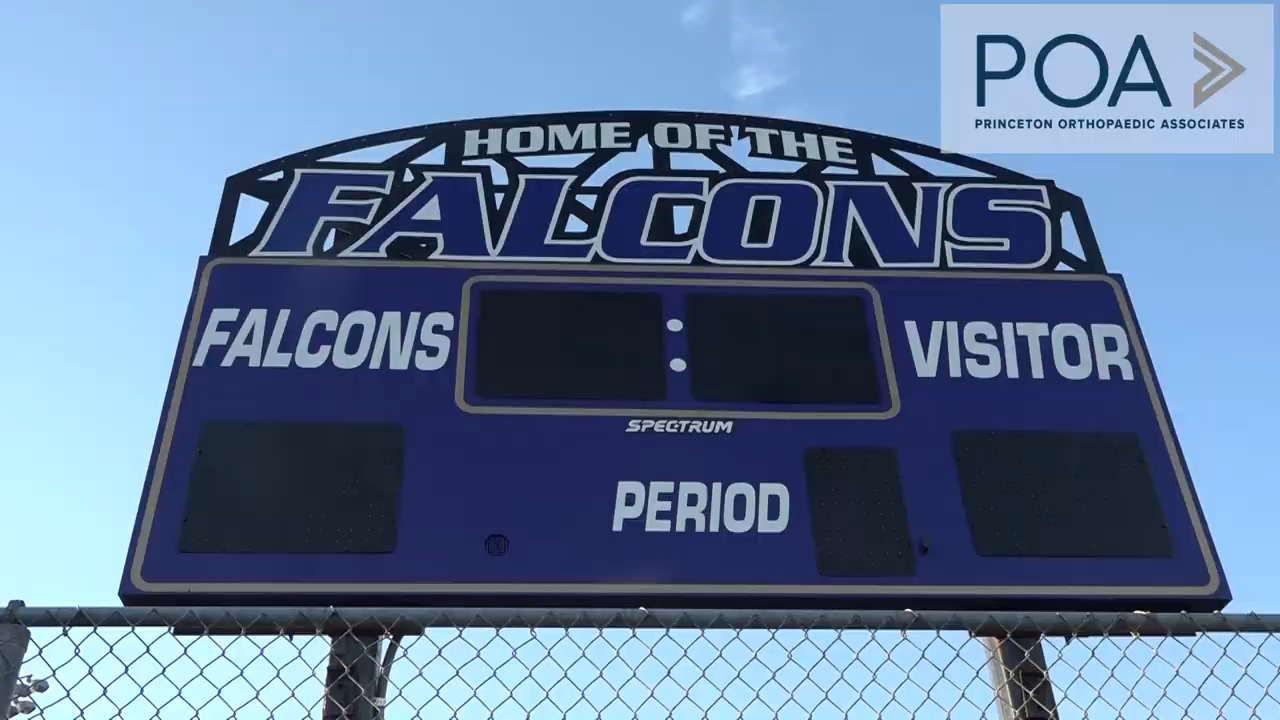 POA
PRINCETON ORTHOPAEDIC ASSOCIATES
HOME OF THE
FALCONS
FALCONS
VISITOR
SPECTRUM
PERIOD